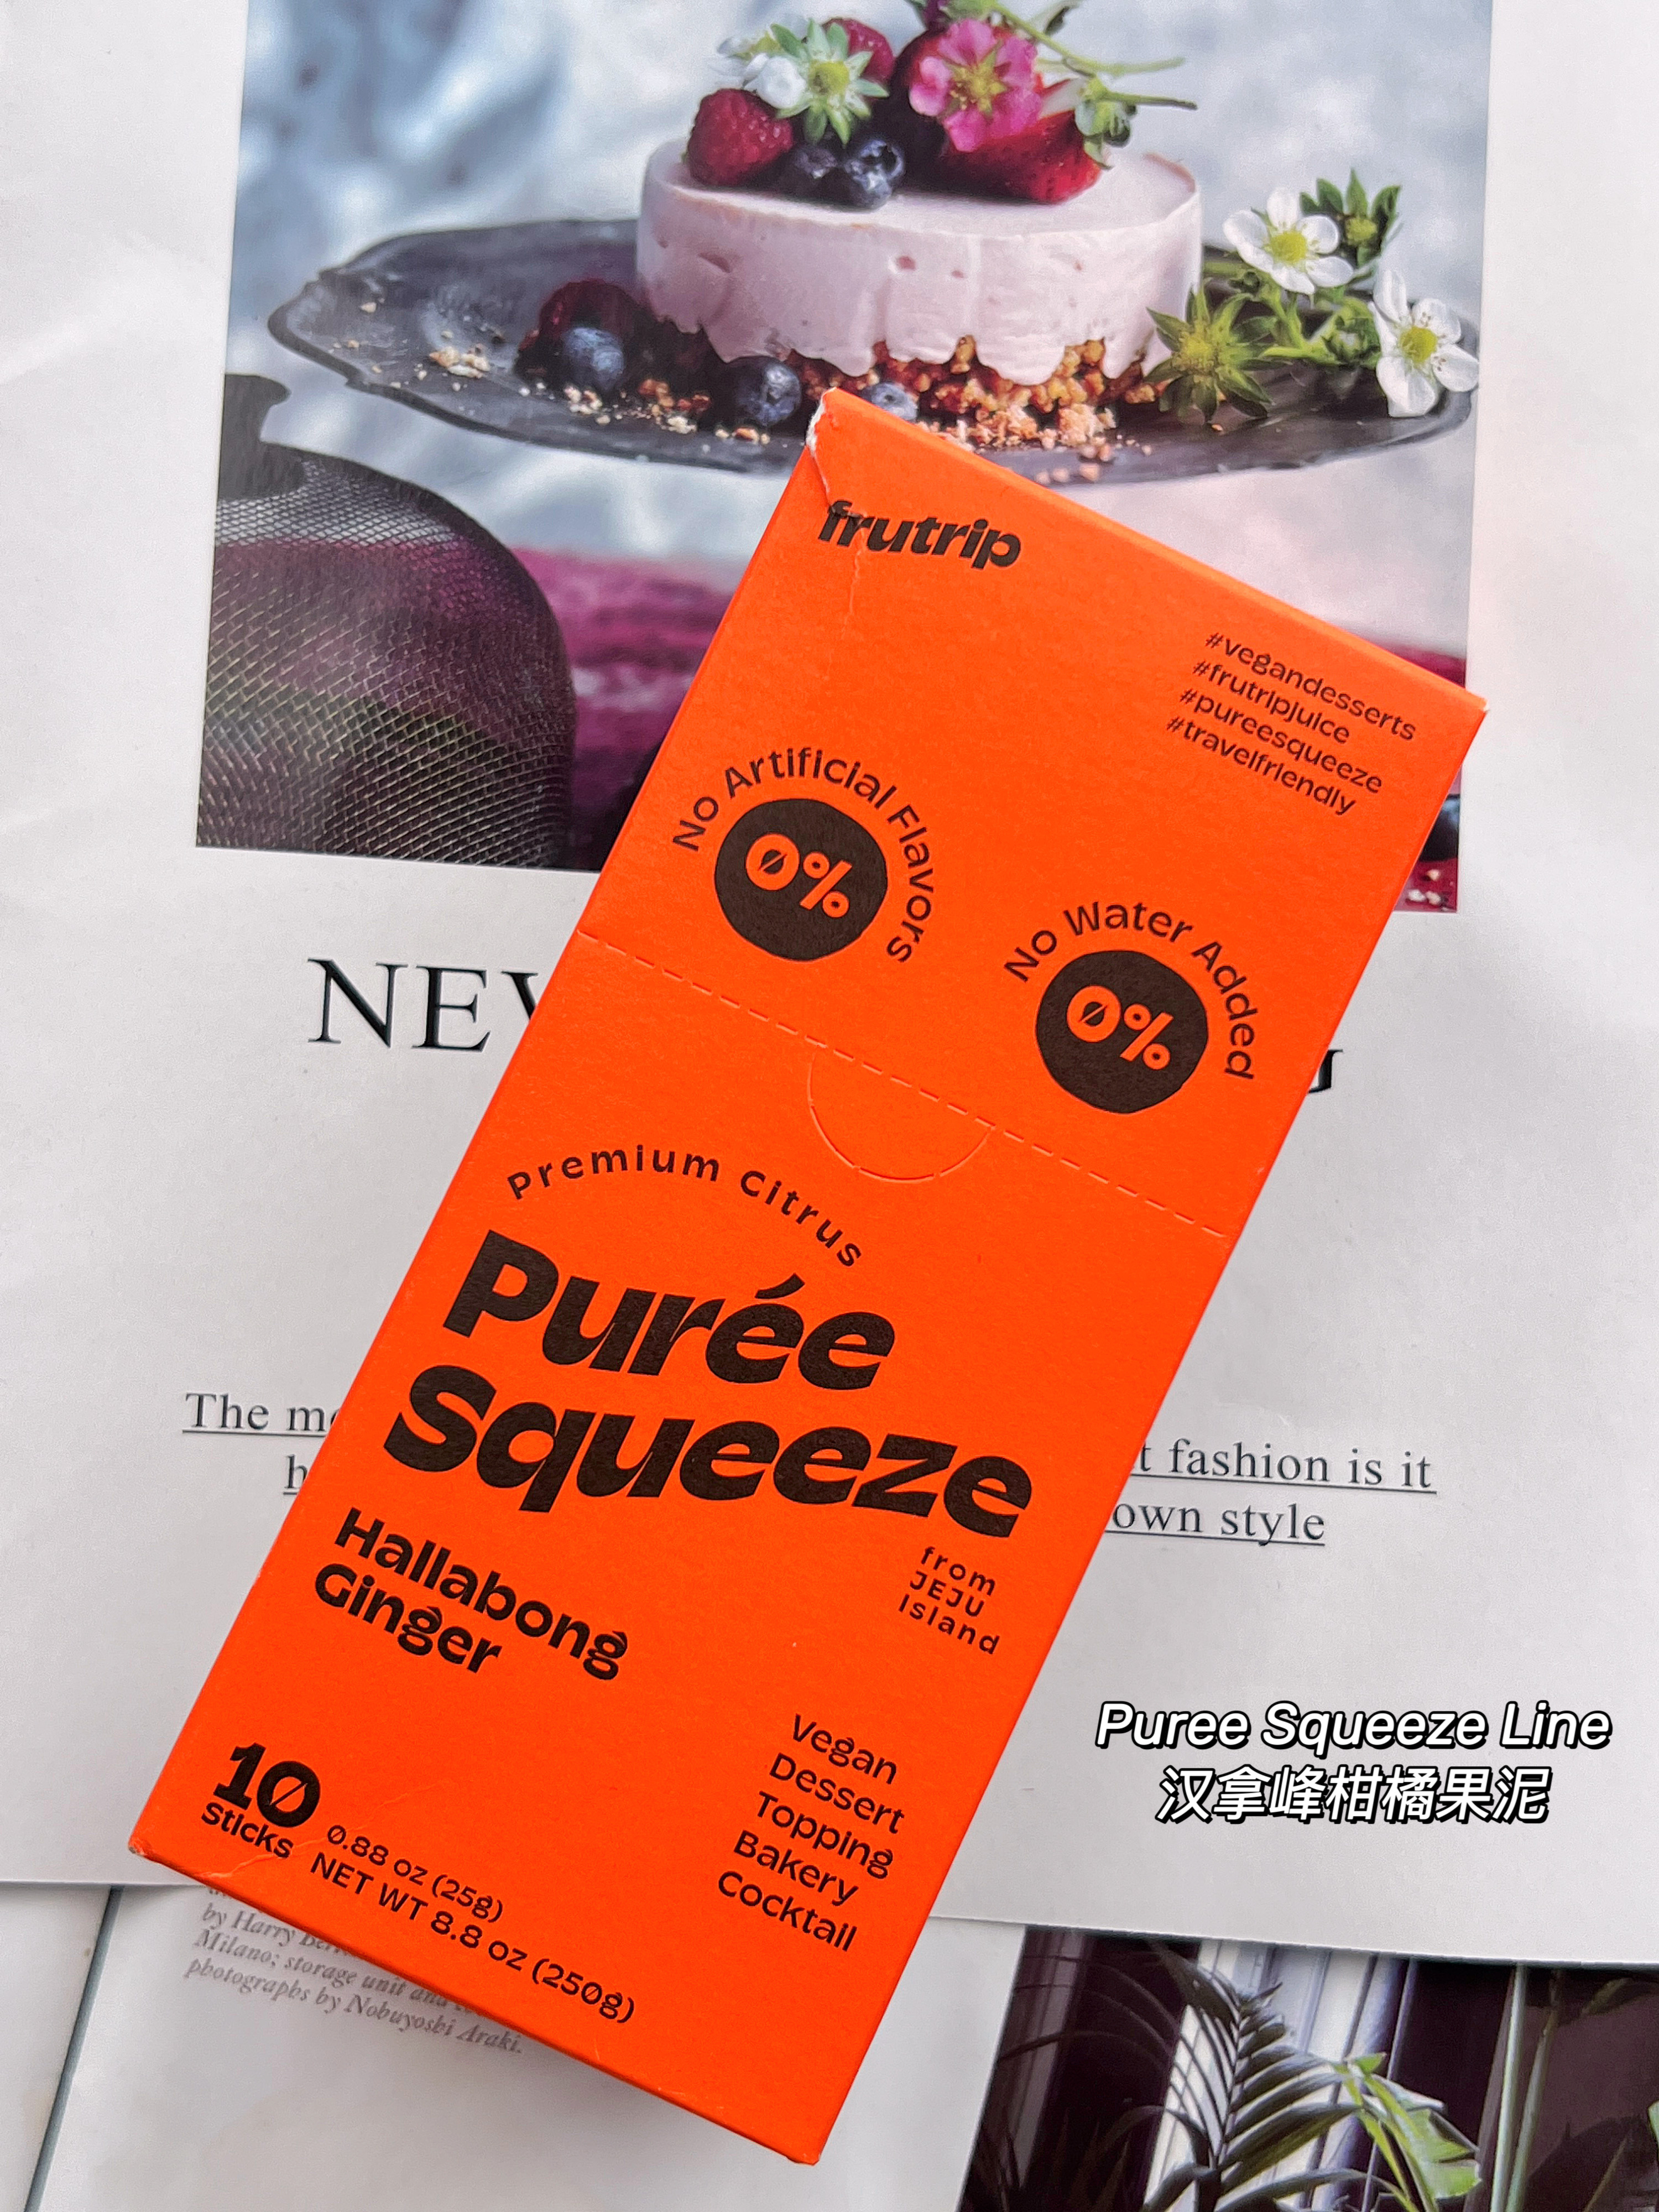 frutrip
#vegandesserts
#frutripjuice
#pureesqueeze
#travelfriendly
No Artificial Flavors
0%
No Water Added
0%
Premium Citrus
Purée
Squeeze
from
JEJU
Island
Hallabong
Ginger
Vegan
Dessert
Topping
Bakery
Cocktail
10
Sticks
0.88 oz (25g)
NET WT 8.8 oz (250g)
The
fashion is it
own style
Puree Squeeze Line
汉拿峰柑橘果泥
by Harry
Milano; storage unit and
photographs by Nobuyoshi Araki.